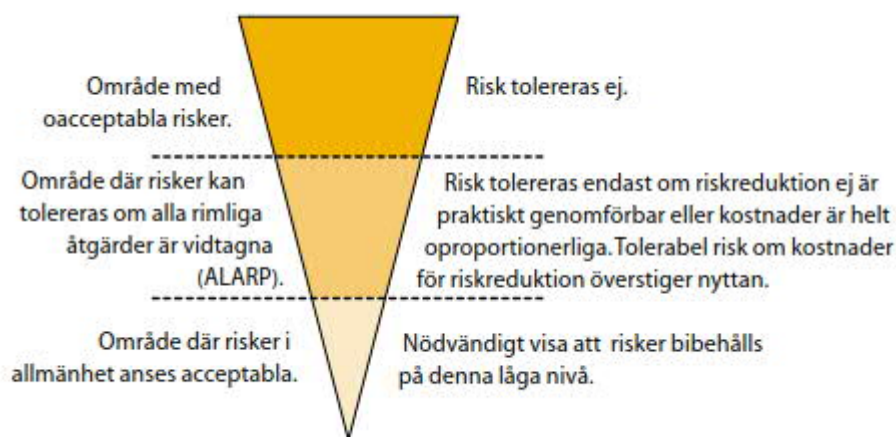 Område med
oacceptabla risker.
Risk tolereras ej.
Område där risker kan
tolereras om alla rimliga
åtgärder är vidtagna
(ALARP).
Risk tolereras endast om riskreduktion ej är
praktiskt genomförbar eller kostnader är helt
oproportionerliga. Tolerabel risk om kostnader
för riskreduktion överstiger nyttan.
Område där risker i
allmänhet anses acceptabla.
Nödvändigt visa att risker bibehålls
på denna låga nivå.